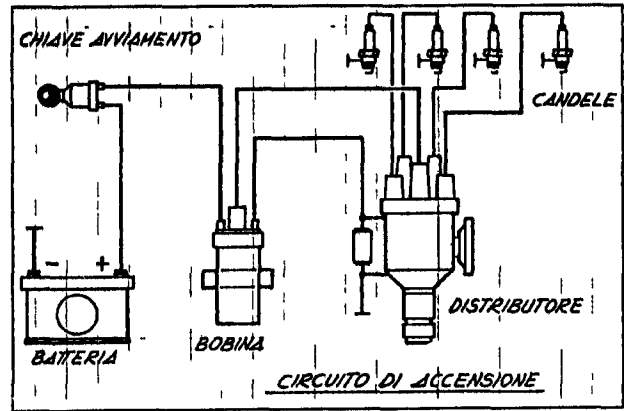 CHIAVE AVVIAMENTO
CANDELE
- +
DISTRIBUTORE
BOBINA
BATTERIA
CIRCUITO DI ACCENSIONE